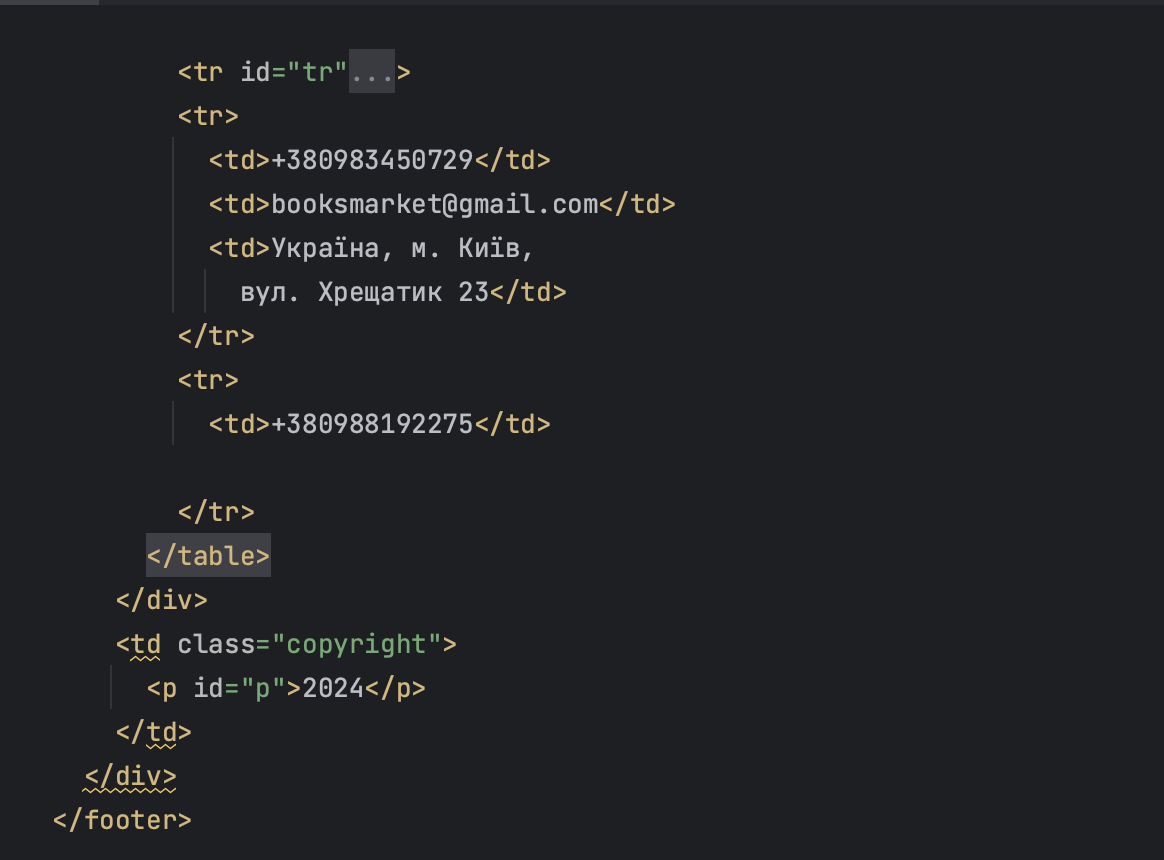 <tr id="tr"...>
<tr>
<td>+380983450729</td>
<td>booksmarket@gmail.com</td>
<td>Україна, м. Київ,
вул. Хрещатик 23</td>
</tr>
<tr>
<td>+380988192275</td>
</tr>
</table>
</div>
<td class="copyright">
<p id="p">2024</p>
</td>
</div>
</footer>